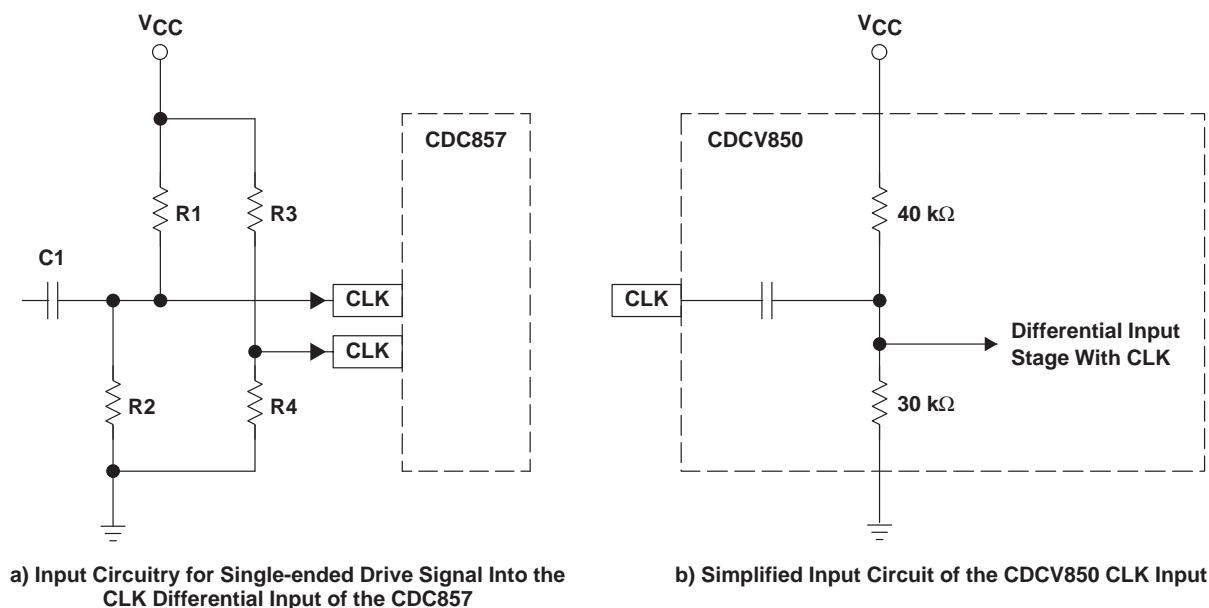 VCC
CDC857
R1
R3
C1
CLK
CLK
R2
R4
a) Input Circuitry for Single-ended Drive Signal Into the
CLK Differential Input of the CDC857
VCC
CDCV850
40 kΩ
CLK
Differential Input
Stage With CLK
30 kΩ
b) Simplified Input Circuit of the CDCV850 CLK Input